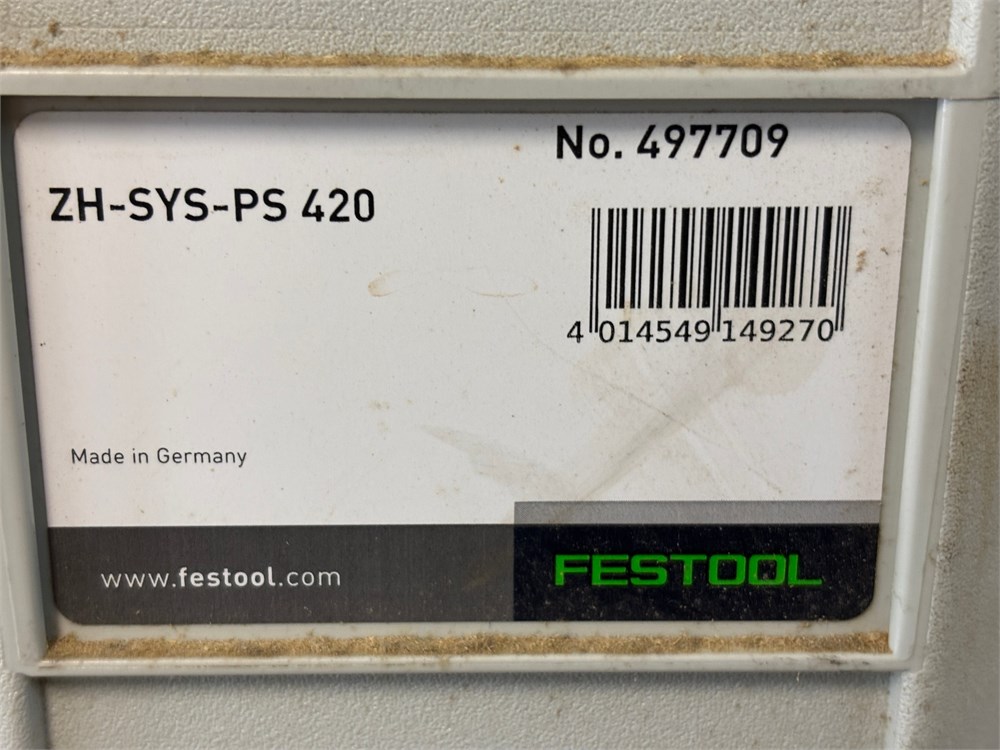 No. 497709
ZH-SYS-PS 420
4 014549 149270
Made in Germany
www.festool.com
FESTOOL